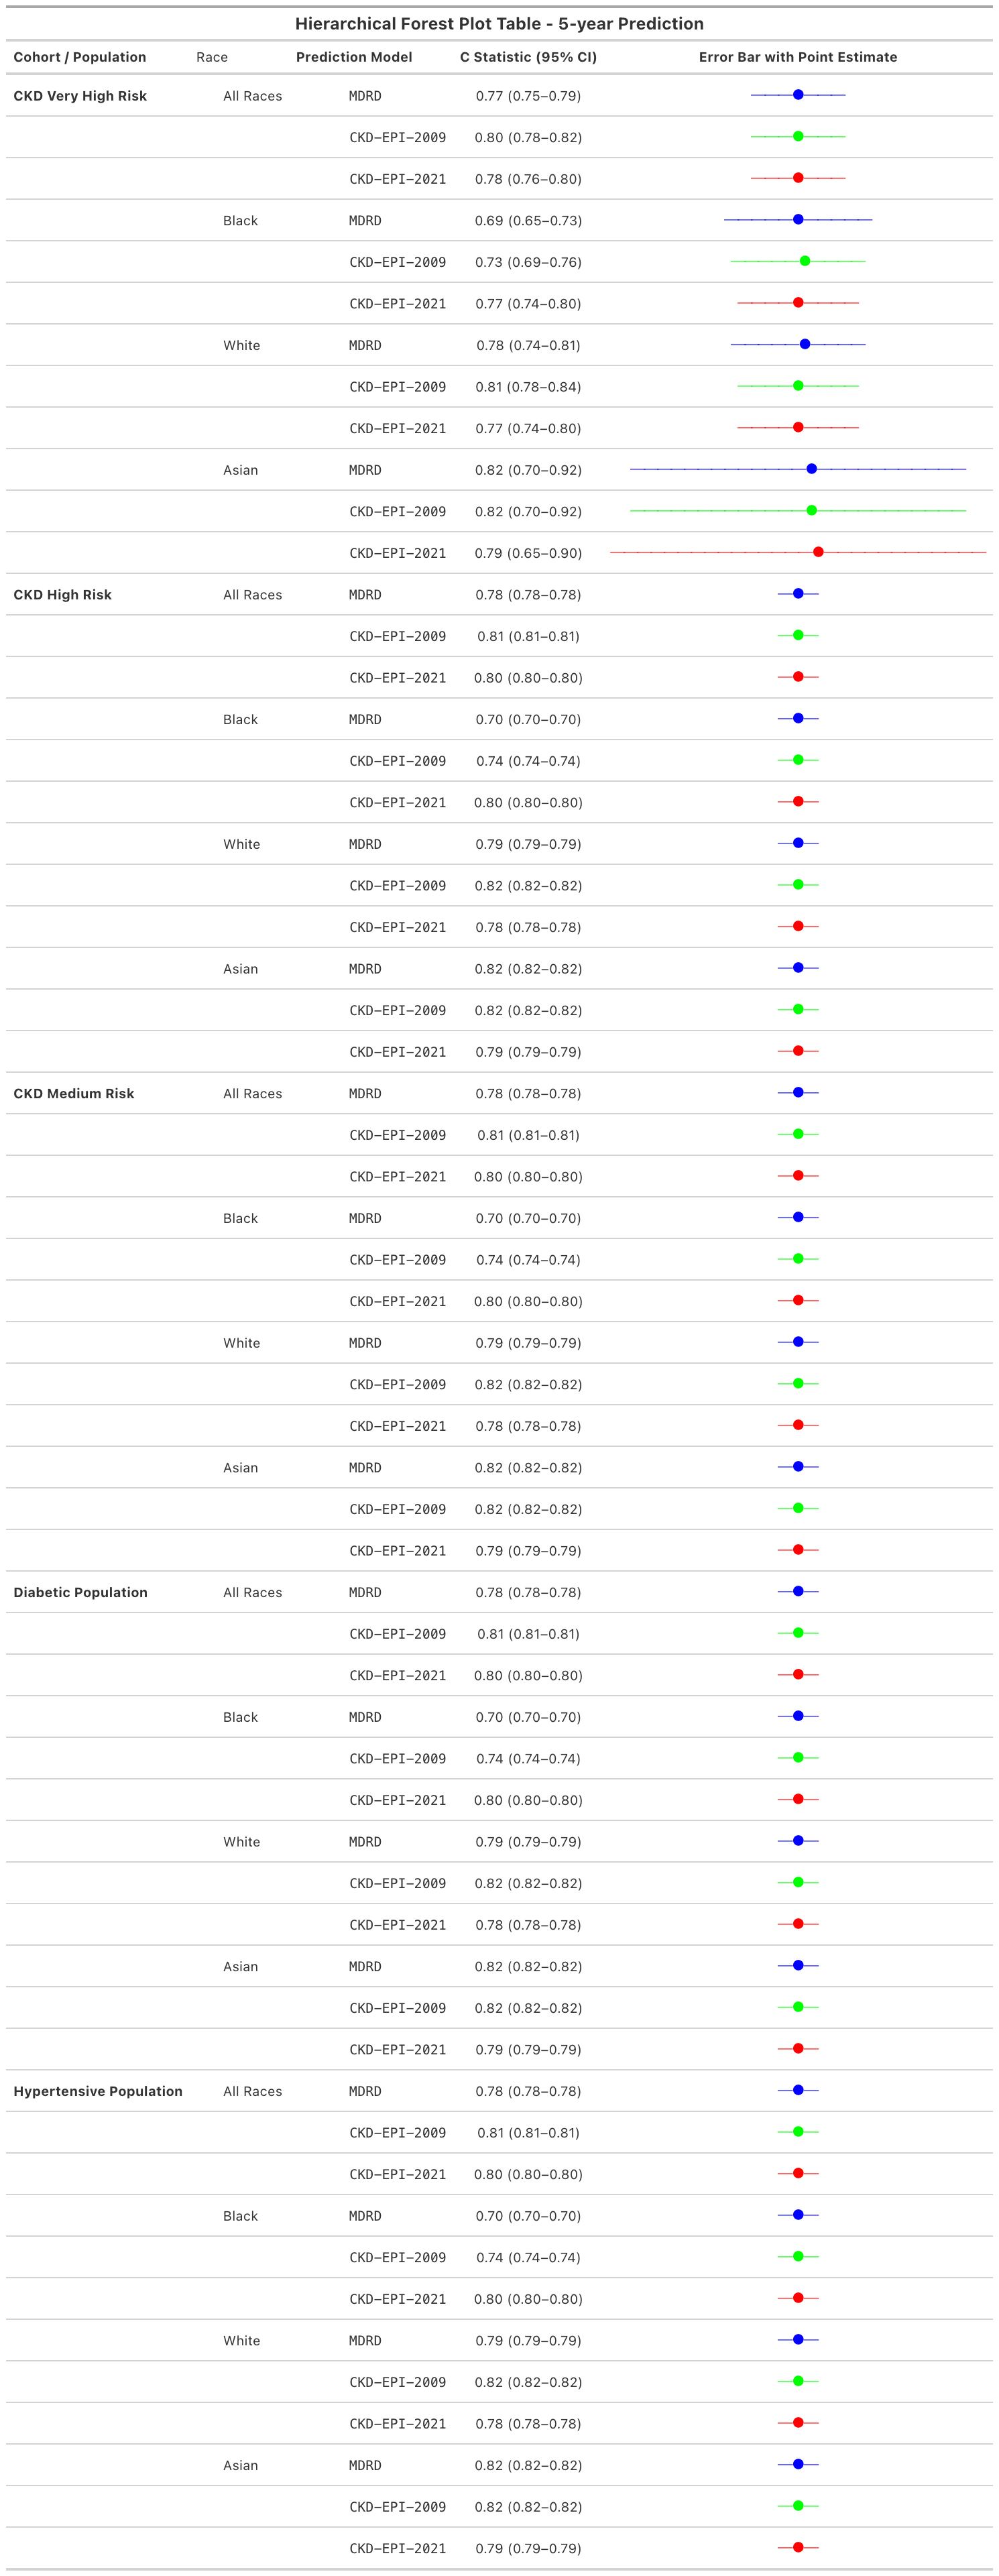 Hierarchical Forest Plot Table - 5-year Prediction
Cohort / Population Race Prediction Model C Statistic (95% CI) Error Bar with Point Estimate
CKD Very High Risk All Races MDRD 0.77 (0.75–0.79)
CKD-EPI-2009 0.80 (0.78–0.82)
CKD-EPI-2021 0.78 (0.76–0.80)
Black MDRD 0.69 (0.65–0.73)
CKD-EPI-2009 0.73 (0.69–0.76)
CKD-EPI-2021 0.77 (0.74–0.80)
White MDRD 0.78 (0.74–0.81)
CKD-EPI-2009 0.81 (0.78–0.84)
CKD-EPI-2021 0.77 (0.74–0.80)
Asian MDRD 0.82 (0.70–0.92)
CKD-EPI-2009 0.82 (0.70–0.92)
CKD-EPI-2021 0.79 (0.65–0.90)
CKD High Risk All Races MDRD 0.78 (0.78–0.78)
CKD-EPI-2009 0.81 (0.81–0.81)
CKD-EPI-2021 0.80 (0.80–0.80)
Black MDRD 0.70 (0.70–0.70)
CKD-EPI-2009 0.74 (0.74–0.74)
CKD-EPI-2021 0.80 (0.80–0.80)
White MDRD 0.79 (0.79–0.79)
CKD-EPI-2009 0.82 (0.82–0.82)
CKD-EPI-2021 0.78 (0.78–0.78)
Asian MDRD 0.82 (0.82–0.82)
CKD-EPI-2009 0.82 (0.82–0.82)
CKD-EPI-2021 0.79 (0.79–0.79)
CKD Medium Risk All Races MDRD 0.78 (0.78–0.78)
CKD-EPI-2009 0.81 (0.81–0.81)
CKD-EPI-2021 0.80 (0.80–0.80)
Black MDRD 0.70 (0.70–0.70)
CKD-EPI-2009 0.74 (0.74–0.74)
CKD-EPI-2021 0.80 (0.80–0.80)
White MDRD 0.79 (0.79–0.79)
CKD-EPI-2009 0.82 (0.82–0.82)
CKD-EPI-2021 0.78 (0.78–0.78)
Asian MDRD 0.82 (0.82–0.82)
CKD-EPI-2009 0.82 (0.82–0.82)
CKD-EPI-2021 0.79 (0.79–0.79)
Diabetic Population All Races MDRD 0.78 (0.78–0.78)
CKD-EPI-2009 0.81 (0.81–0.81)
CKD-EPI-2021 0.80 (0.80–0.80)
Black MDRD 0.70 (0.70–0.70)
CKD-EPI-2009 0.74 (0.74–0.74)
CKD-EPI-2021 0.80 (0.80–0.80)
White MDRD 0.79 (0.79–0.79)
CKD-EPI-2009 0.82 (0.82–0.82)
CKD-EPI-2021 0.78 (0.78–0.78)
Asian MDRD 0.82 (0.82–0.82)
CKD-EPI-2009 0.82 (0.82–0.82)
CKD-EPI-2021 0.79 (0.79–0.79)
Hypertensive Population All Races MDRD 0.78 (0.78–0.78)
CKD-EPI-2009 0.81 (0.81–0.81)
CKD-EPI-2021 0.80 (0.80–0.80)
Black MDRD 0.70 (0.70–0.70)
CKD-EPI-2009 0.74 (0.74–0.74)
CKD-EPI-2021 0.80 (0.80–0.80)
White MDRD 0.79 (0.79–0.79)
CKD-EPI-2009 0.82 (0.82–0.82)
CKD-EPI-2021 0.78 (0.78–0.78)
Asian MDRD 0.82 (0.82–0.82)
CKD-EPI-2009 0.82 (0.82–0.82)
CKD-EPI-2021 0.79 (0.79–0.79)